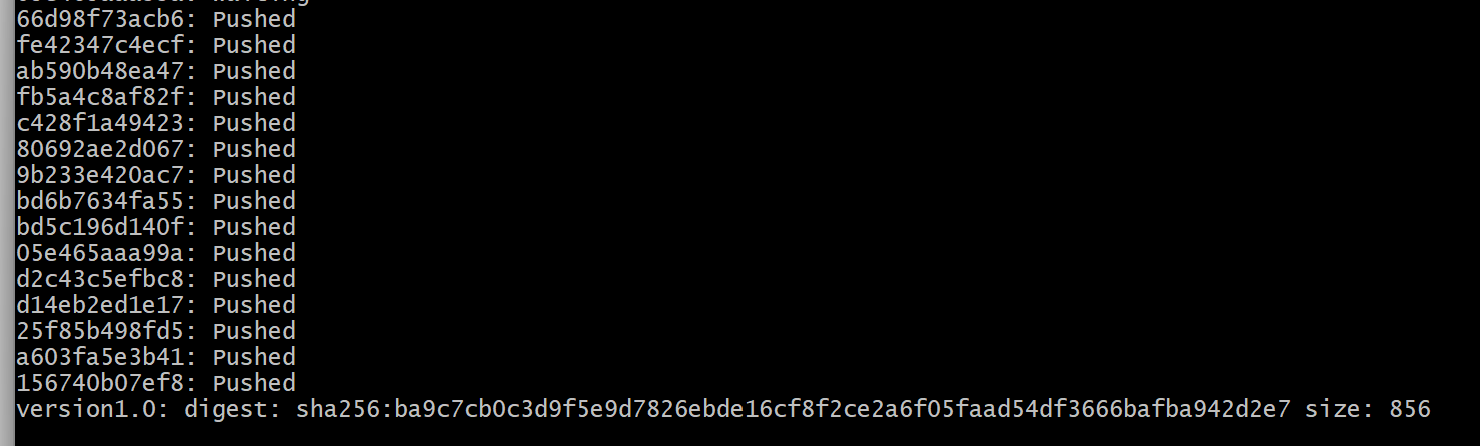 66d98f73acb6: Pushed
fe42347c4ecf: Pushed
ab590b48ea47: Pushed
fb5a4c8af82f: Pushed
c428f1a49423: Pushed
80692ae2d067: Pushed
9b233e420ac7: Pushed
bd6b7634fa55: Pushed
bd5c196d140f: Pushed
05e465aaa99a: Pushed
d2c43c5efbc8: Pushed
d14eb2ed1e17: Pushed
25f85b498fd5: Pushed
a603fa5e3b41: Pushed
156740b07ef8: Pushed
version1.0: digest: sha256:ba9c7cb0c3d9f5e9d7826ebde16cf8f2ce2a6f05faad54df3666bafba942d2e7 size: 856